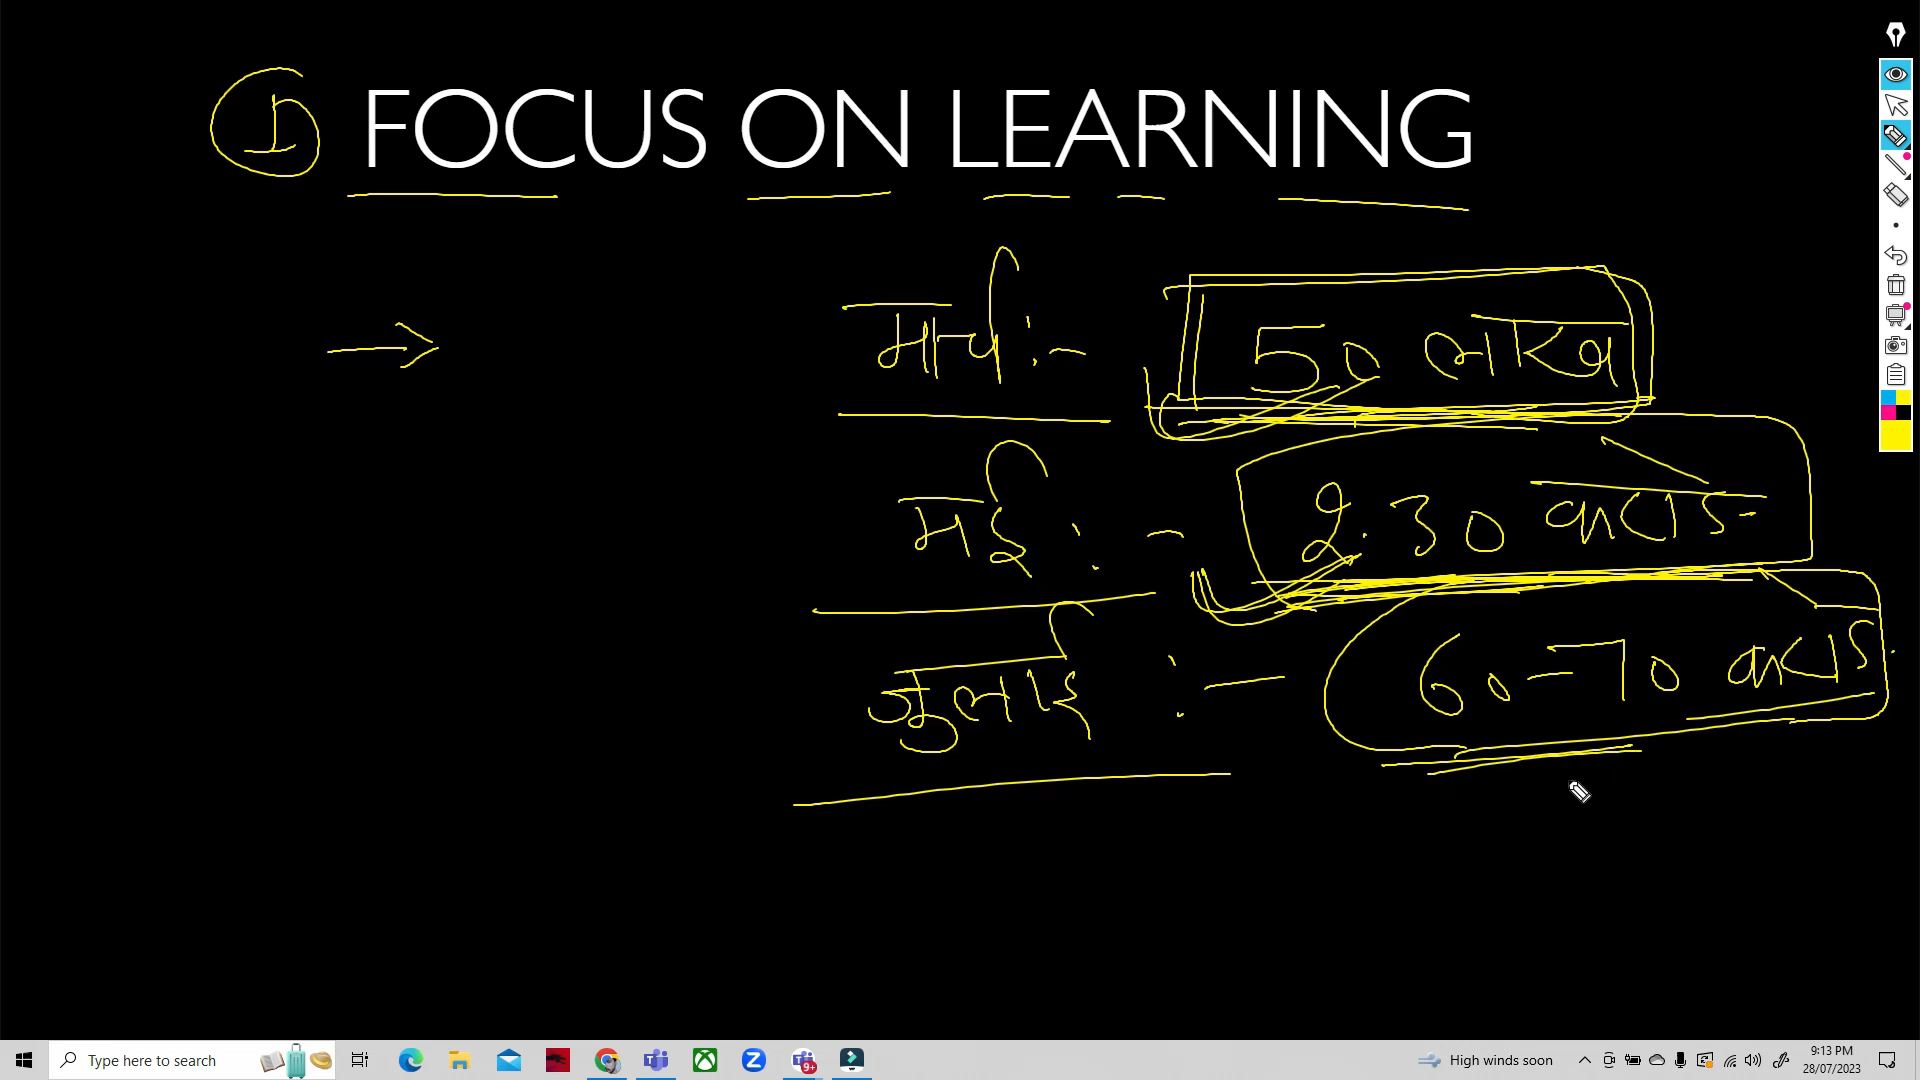 1 FOCUS ON LEARNING
मार्च :- 50 लाख
मई :- 2.30 करोड़
जुलाई :- 60-70 करोड़
Type here to search
9+
High winds soon
9:13 PM
28/07/2023